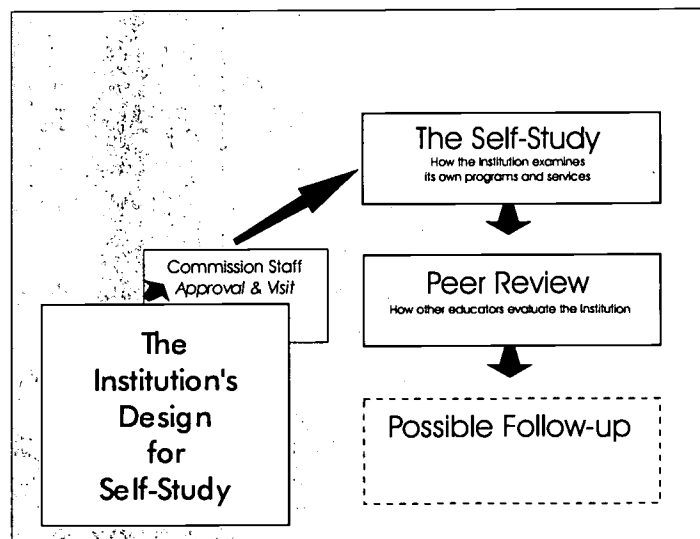 The Self-Study
How the Institution examines
its own programs and services
Commission Staff
Approval & Visit
Peer Review
How other educators evaluate the Institution
The
Institution's
Design
for
Self-Study
Possible Follow-up